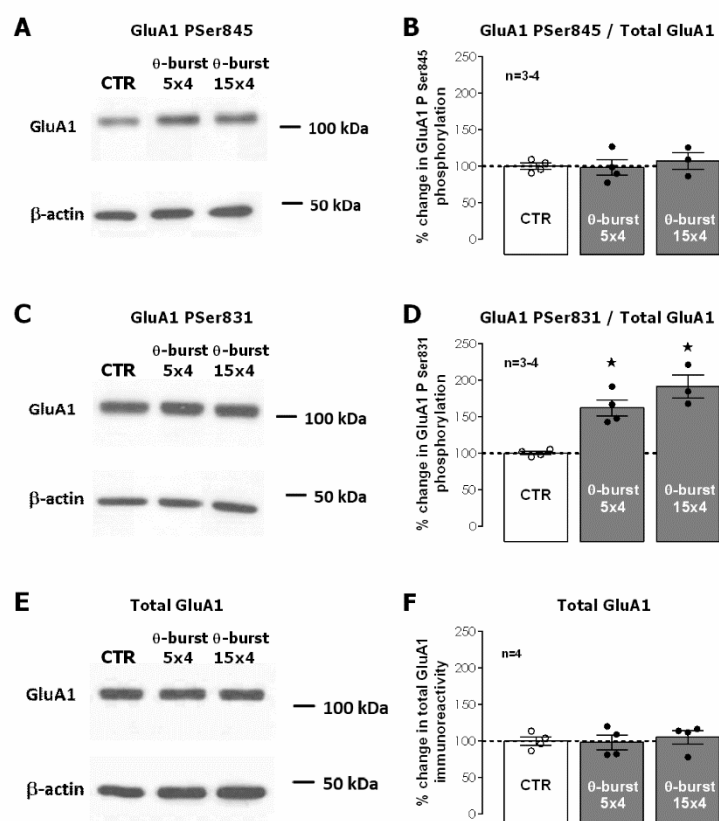 A
GluA1 PSer845
CTR
θ-burst
5x4
θ-burst
15x4
GluA1
100 kDa
β-actin
50 kDa
B
GluA1 PSer845 / Total GluA1
% change in GluA1 P Ser845
phosphorylation
250
200
150
100
50
0
n=3-4
CTR
θ-burst
5x4
θ-burst
15x4
C
GluA1 PSer831
CTR
θ-burst
5x4
θ-burst
15x4
GluA1
100 kDa
β-actin
50 kDa
D
GluA1 PSer831 / Total GluA1
% change in GluA1 P Ser831
phosphorylation
250
200
150
100
50
0
n=3-4
★
★
CTR
θ-burst
5x4
θ-burst
15x4
E
Total GluA1
CTR
θ-burst
5x4
θ-burst
15x4
GluA1
100 kDa
β-actin
50 kDa
F
Total GluA1
% change in total GluA1
immunoreactivity
250
200
150
100
50
0
n=4
CTR
θ-burst
5x4
θ-burst
15x4